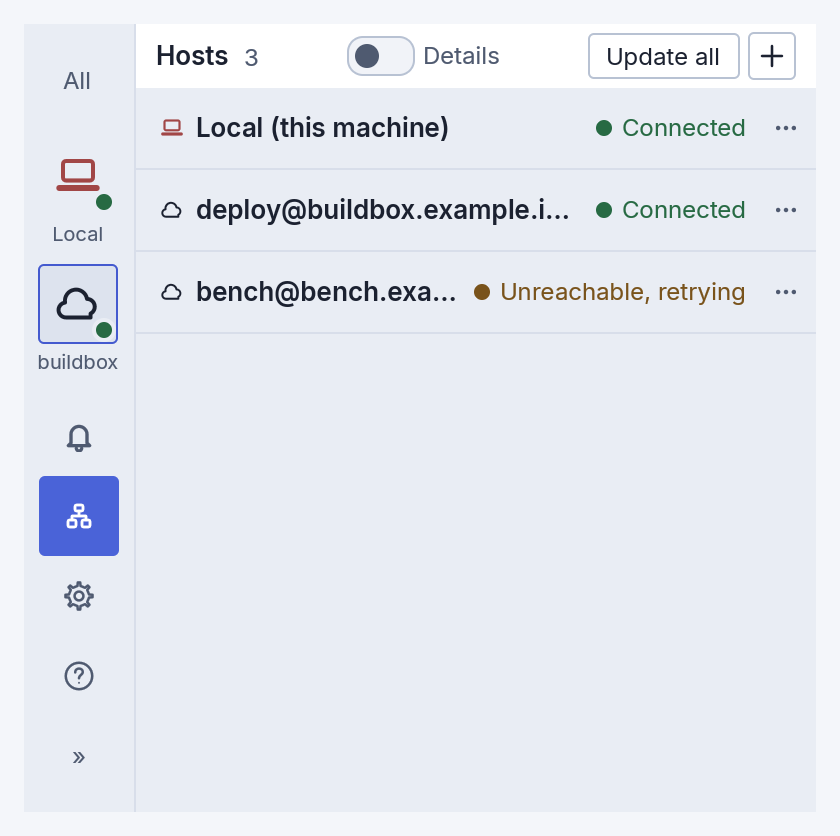 All
Local
buildbox
»
Hosts 3
Details
Update all
Local (this machine)
Connected
deploy@buildbox.example.i...
Connected
bench@bench.exa...
Unreachable, retrying